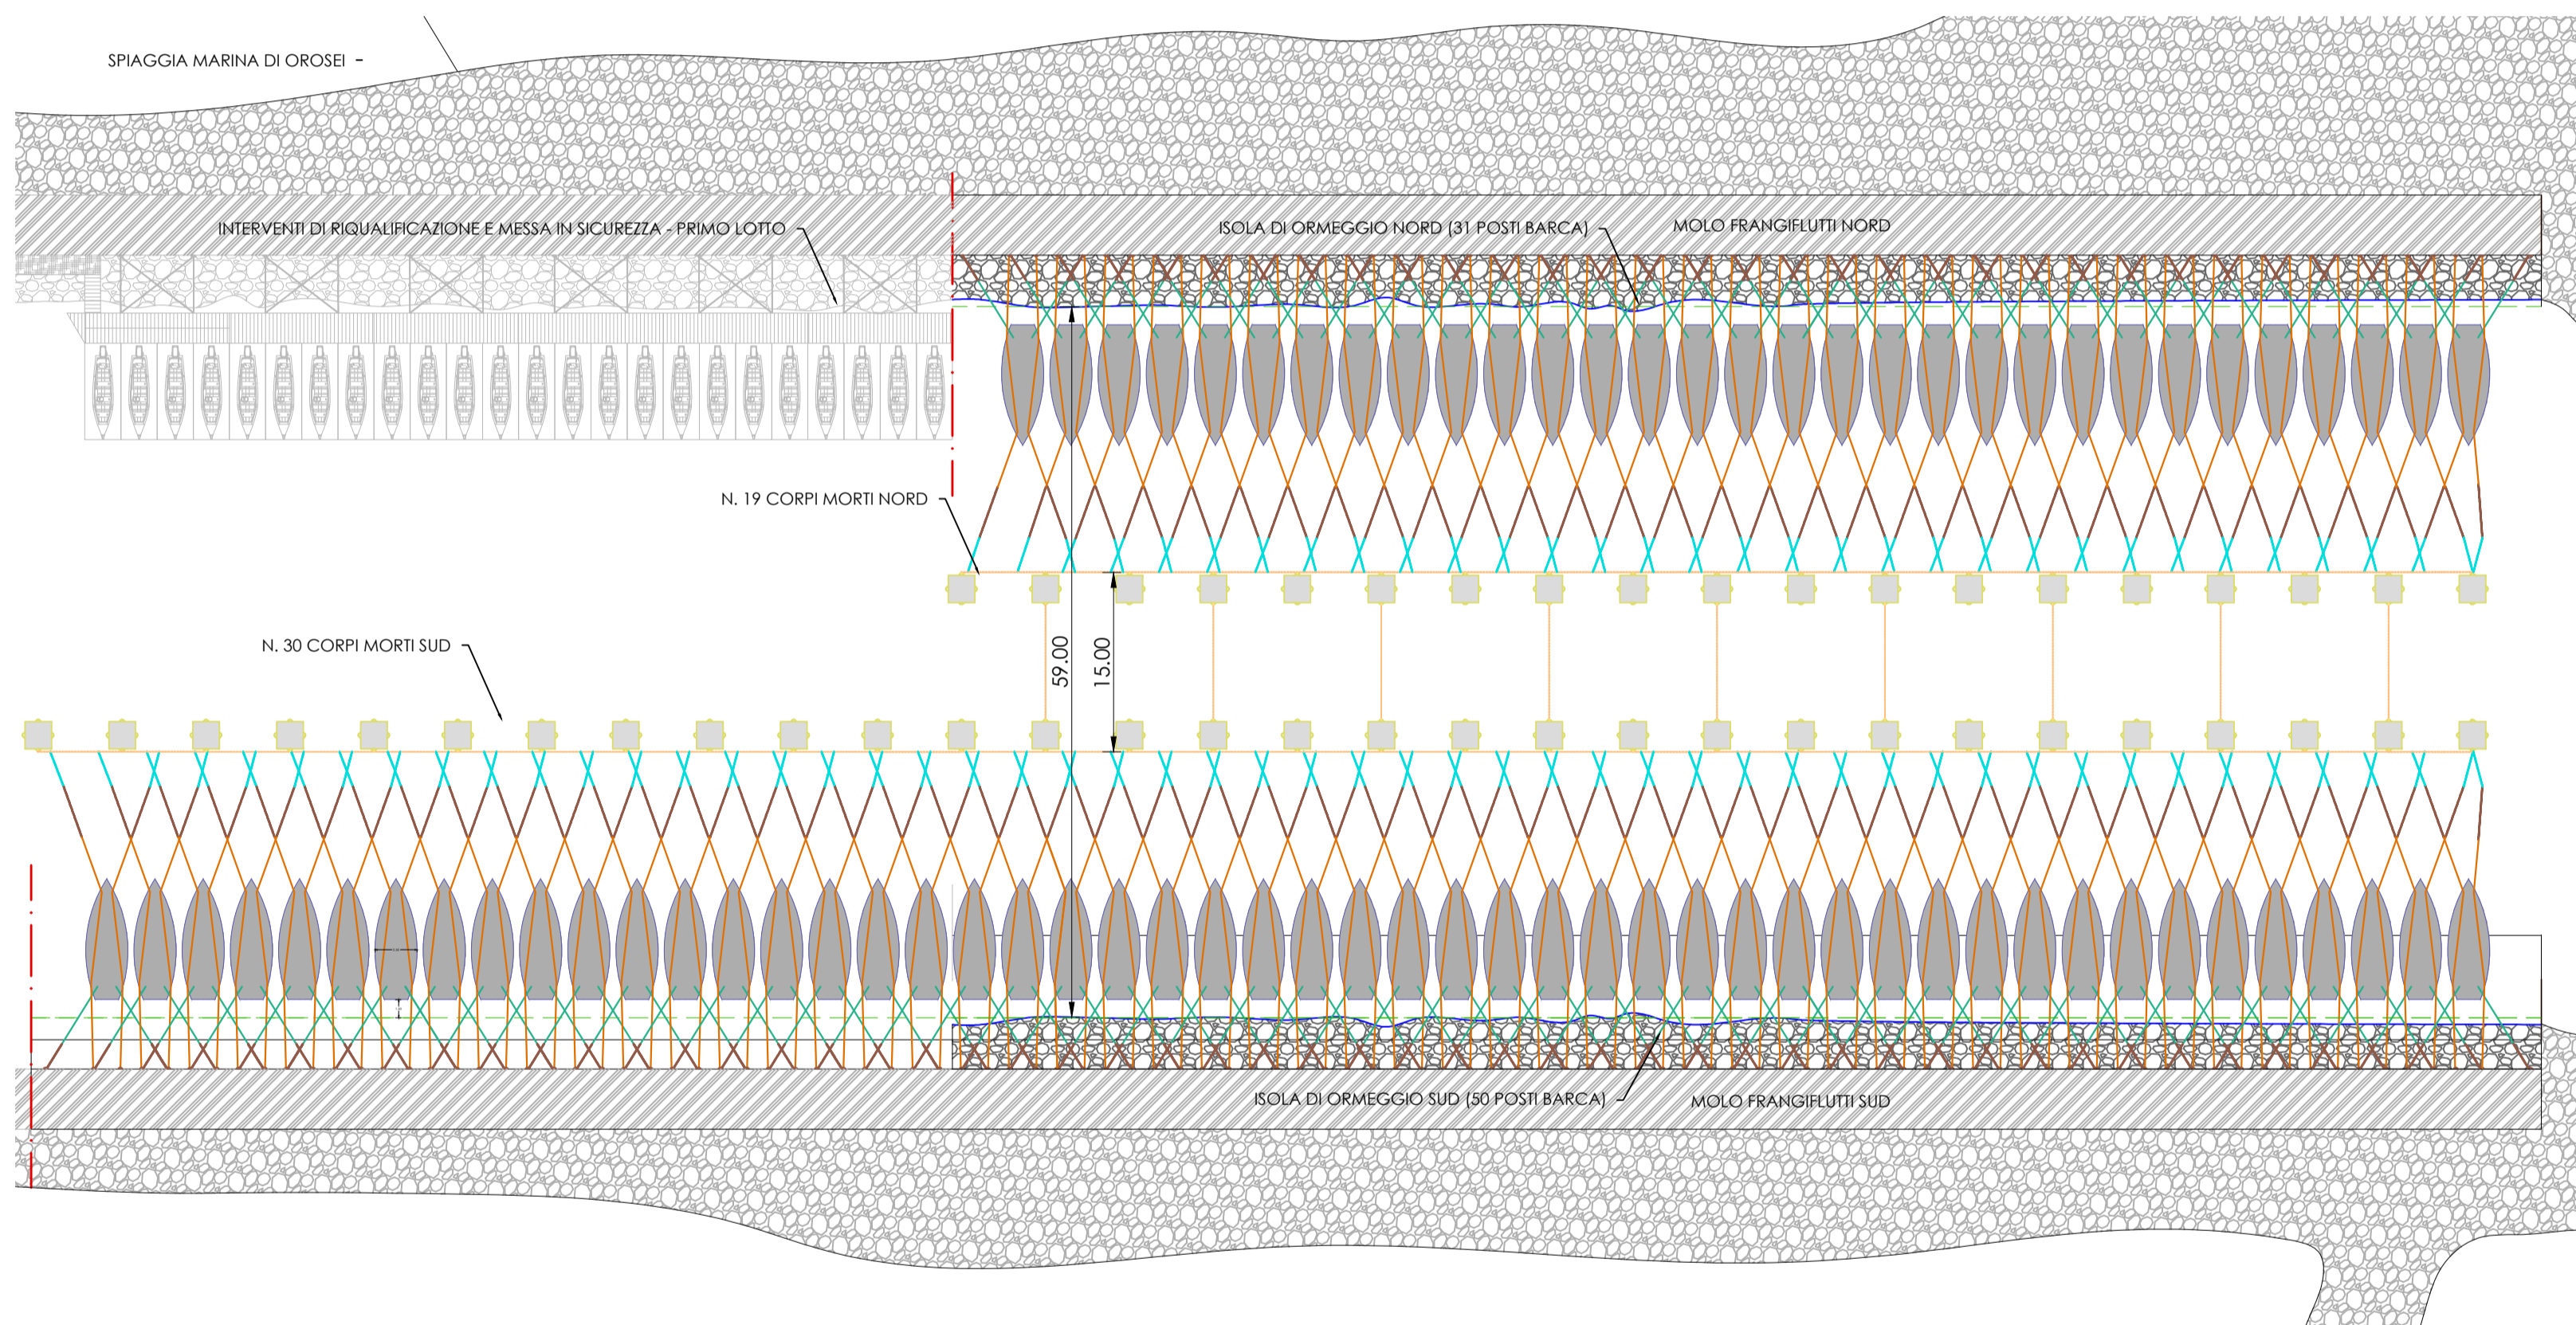 SPIAGGIA MARINA DI OROSEI -
INTERVENTI DI RIQUALIFICAZIONE E MESSA IN SICUREZZA - PRIMO LOTTO
ISOLA DI ORMEGGIO NORD (31 POSTI BARCA)
MOLO FRANGIFLUTTI NORD
N. 19 CORPI MORTI NORD
N. 30 CORPI MORTI SUD
59.00
15.00
ISOLA DI ORMEGGIO SUD (50 POSTI BARCA)
MOLO FRANGIFLUTTI SUD